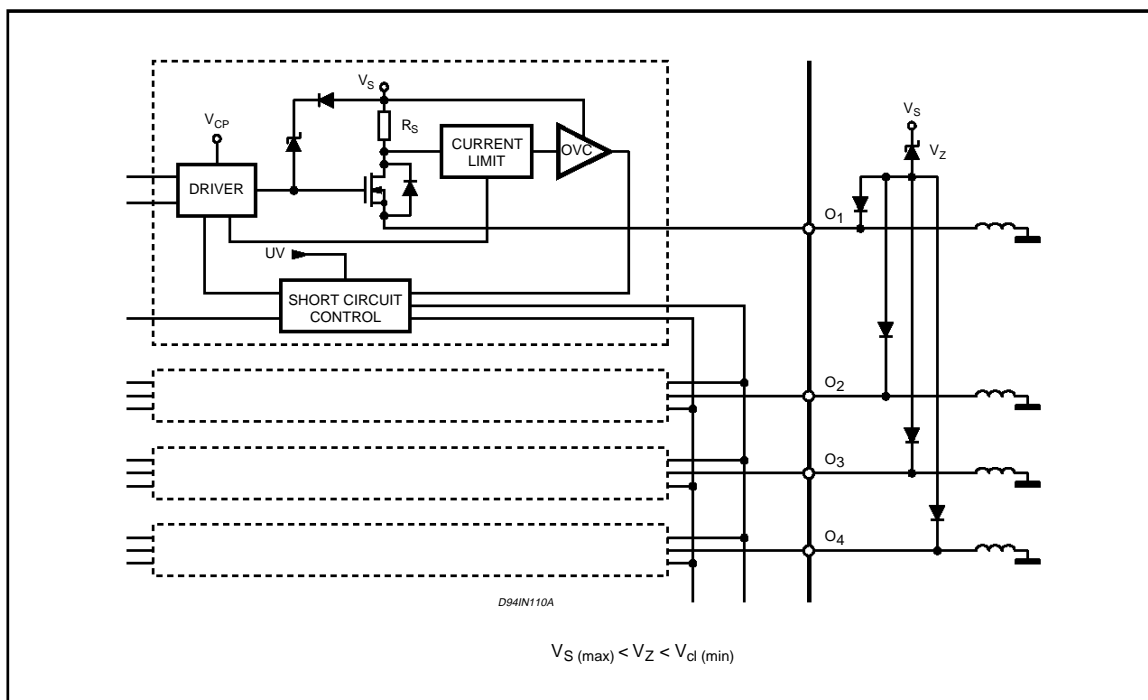 VS
VS
VCP
RS
CURRENT
LIMIT
OVC
VZ
DRIVER
O1
UV
SHORT CIRCUIT
CONTROL
O2
O3
O4
D94IN110A
VS (max) < VZ < Vcl (min)